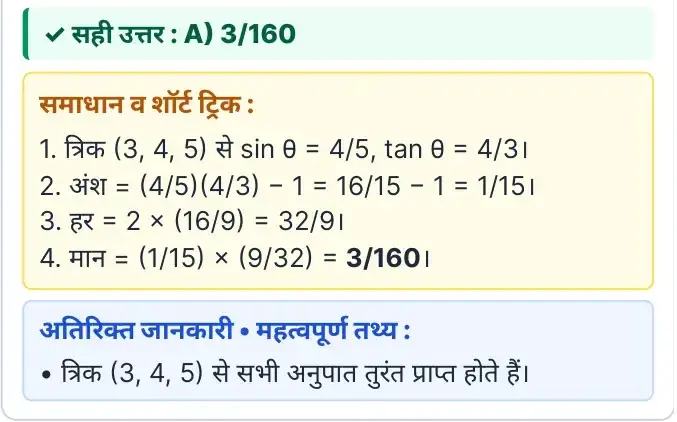 ✓ सही उत्तर : A) 3/160
समाधान व शॉर्ट ट्रिक :
1. त्रिक (3, 4, 5) से sin θ = 4/5, tan θ = 4/3।
2. अंश = (4/5)(4/3) − 1 = 16/15 − 1 = 1/15।
3. हर = 2 × (16/9) = 32/9।
4. मान = (1/15) × (9/32) = 3/160।
अतिरिक्त जानकारी • महत्वपूर्ण तथ्य :
• त्रिक (3, 4, 5) से सभी अनुपात तुरंत प्राप्त होते हैं।